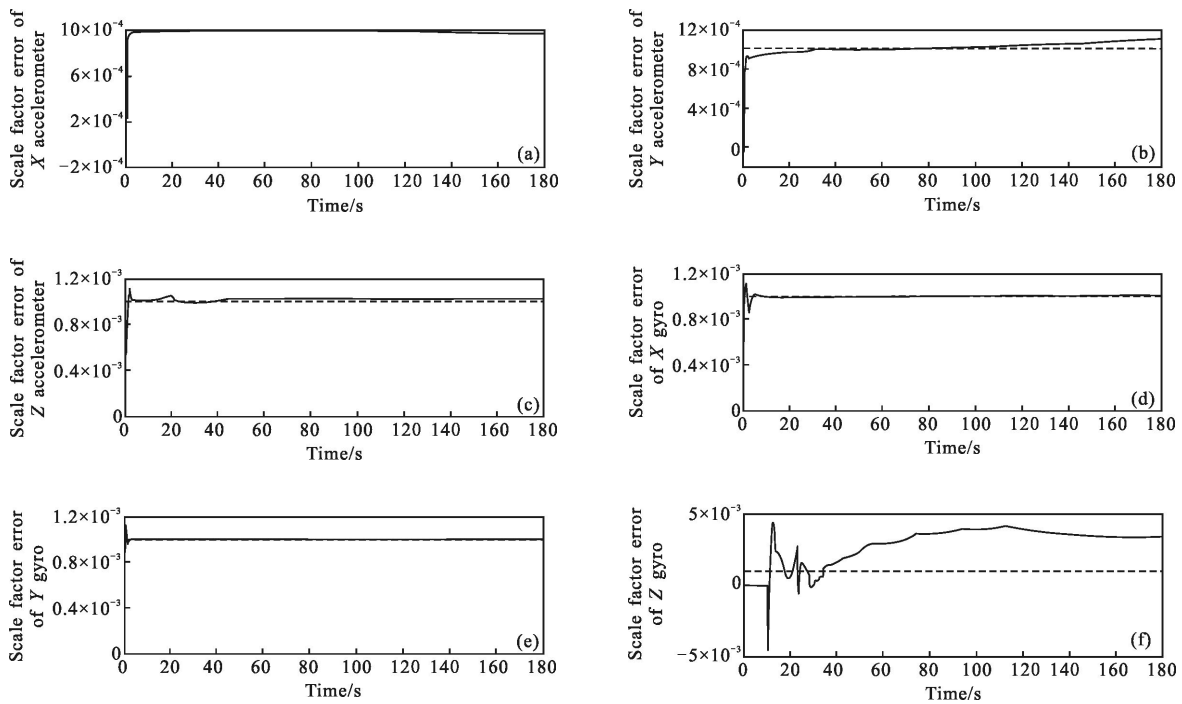 Scale factor error of
X accelerometer
10×10⁻⁴
6×10⁻⁴
2×10⁻⁴
−2×10⁻⁴
0 20 40 60 80 100 120 140 160 180
Time/s
(a)
Scale factor error of
Y accelerometer
12×10⁻⁴
8×10⁻⁴
4×10⁻⁴
0
0 20 40 60 80 100 120 140 160 180
Time/s
(b)
Scale factor error of
Z accelerometer
1.2×10⁻³
0.8×10⁻³
0.4×10⁻³
0
0 20 40 60 80 100 120 140 160 180
Time/s
(c)
Scale factor error
of X gyro
1.2×10⁻³
0.8×10⁻³
0.4×10⁻³
0
0 20 40 60 80 100 120 140 160 180
Time/s
(d)
Scale factor error
of Y gyro
1.2×10⁻³
0.8×10⁻³
0.4×10⁻³
0
0 20 40 60 80 100 120 140 160 180
Time/s
(e)
Scale factor error
of Z gyro
5×10⁻³
0
−5×10⁻³
0 20 40 60 80 100 120 140 160 180
Time/s
(f)